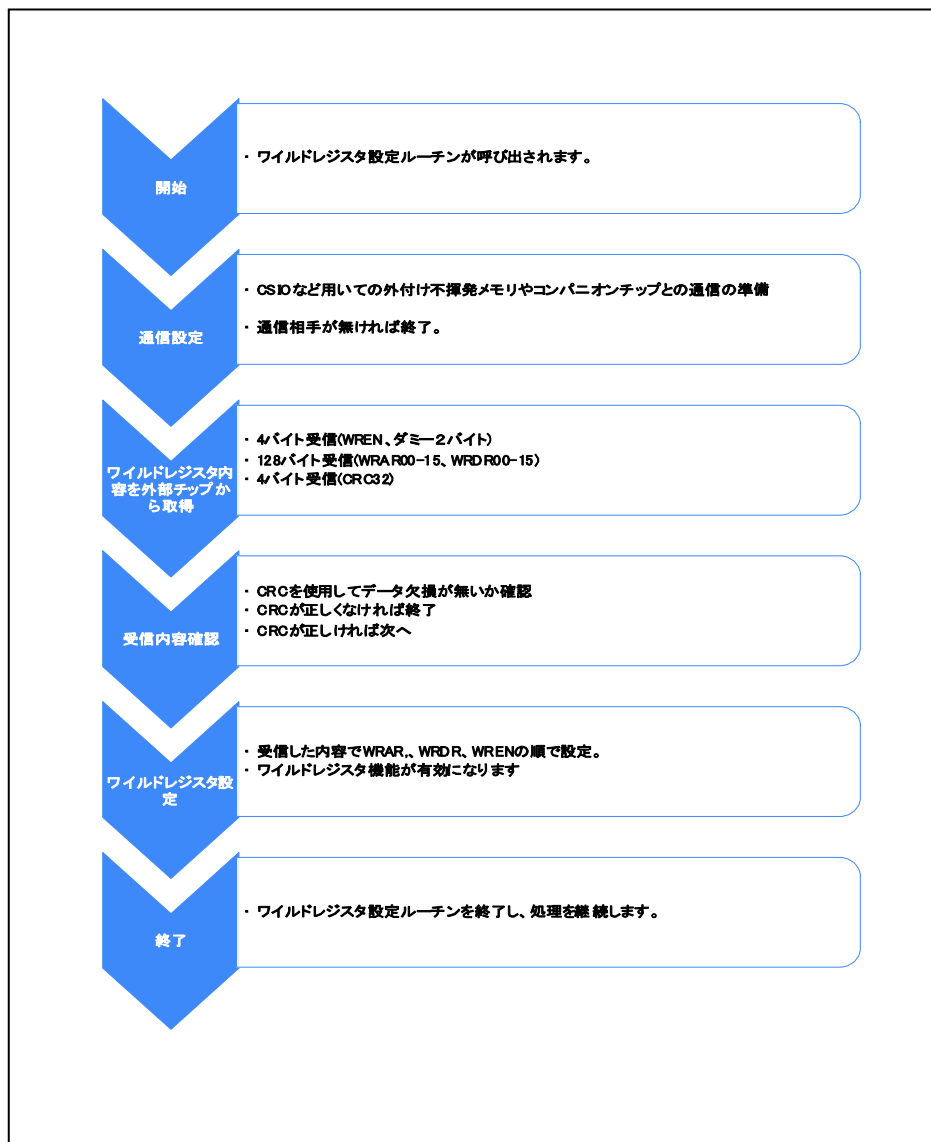 開始
・ ワイルドレジスタ設定ルーチンが呼び出されます。
通信設定
・ CSIOなど用いての外付け不揮発メモリやコンパニオンチップとの通信の準備
・ 通信相手が無ければ終了。
ワイルドレジスタ内
容を外部チップか
ら取得
・ 4バイト受信(WREN、ダミー2バイト)
・ 128バイト受信(WRAR00-15、WRDR00-15)
・ 4バイト受信(CRC32)
受信内容確認
・ CRCを使用してデータ欠損が無いか確認
・ CRCが正しくなければ終了
・ CRCが正しければ次へ
ワイルドレジスタ設
定
・ 受信した内容でWRAR,、WRDR、WRENの順で設定。
・ ワイルドレジスタ機能が有効になります
終了
・ ワイルドレジスタ設定ルーチンを終了し、処理を継続します。